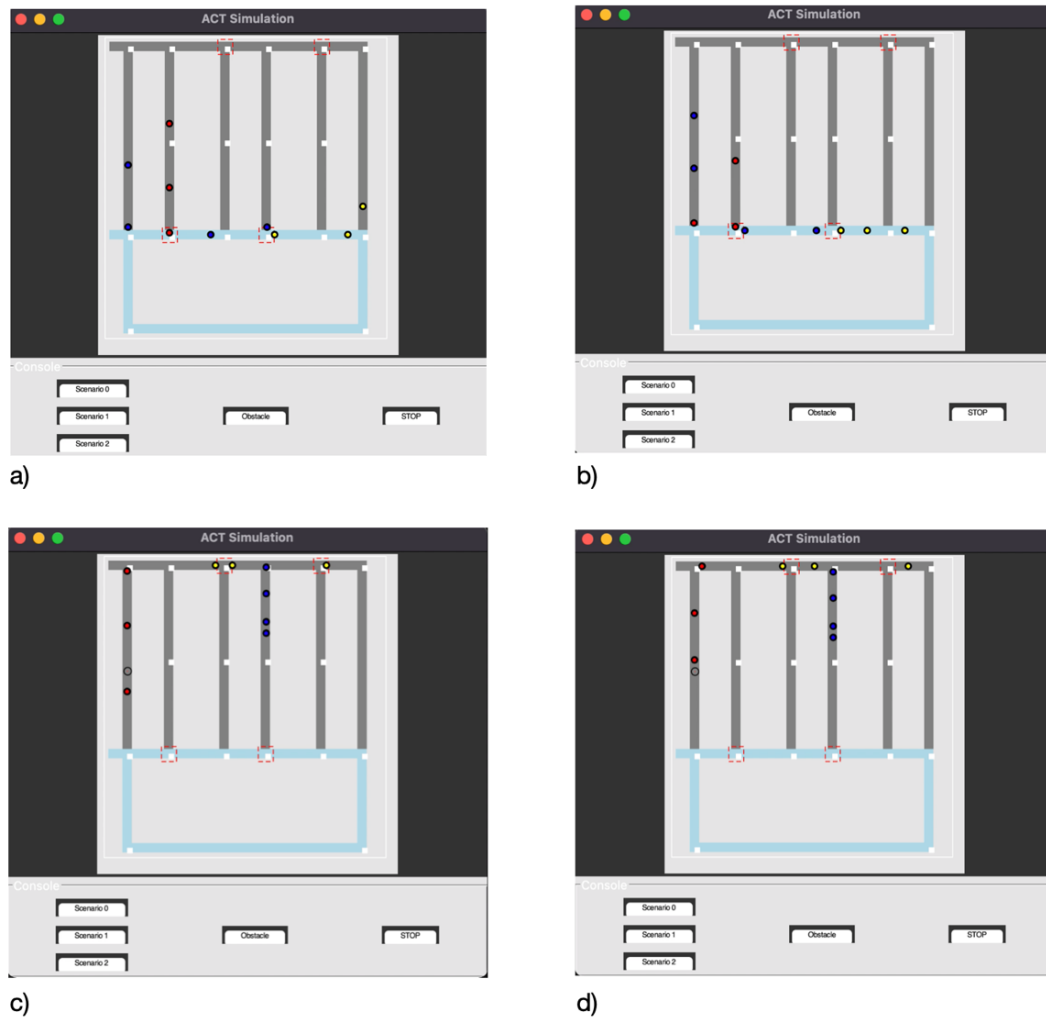 ACT Simulation
Console
Scenario 0
Scenario 1
Obstacle
STOP
Scenario 2
a)
ACT Simulation
Console
Scenario 0
Scenario 1
Obstacle
STOP
Scenario 2
b)
ACT Simulation
Console
Scenario 0
Scenario 1
Obstacle
STOP
Scenario 2
c)
ACT Simulation
Console
Scenario 0
Scenario 1
Obstacle
STOP
Scenario 2
d)